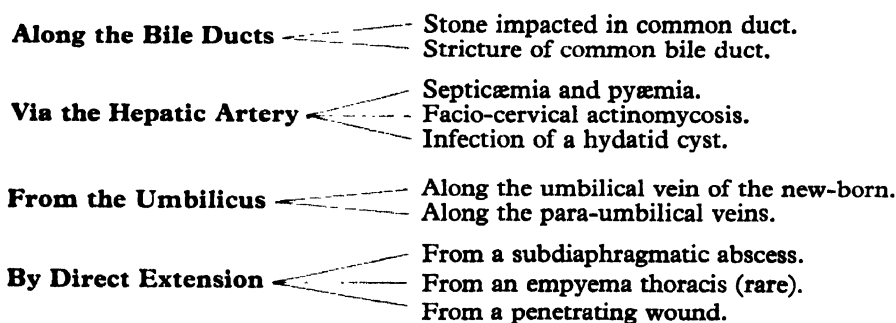 Along the Bile Ducts
Stone impacted in common duct.
Stricture of common bile duct.
Via the Hepatic Artery
Septicæmia and pyæmia.
Facio-cervical actinomycosis.
Infection of a hydatid cyst.
From the Umbilicus
Along the umbilical vein of the new-born.
Along the para-umbilical veins.
By Direct Extension
From a subdiaphragmatic abscess.
From an empyema thoracis (rare).
From a penetrating wound.